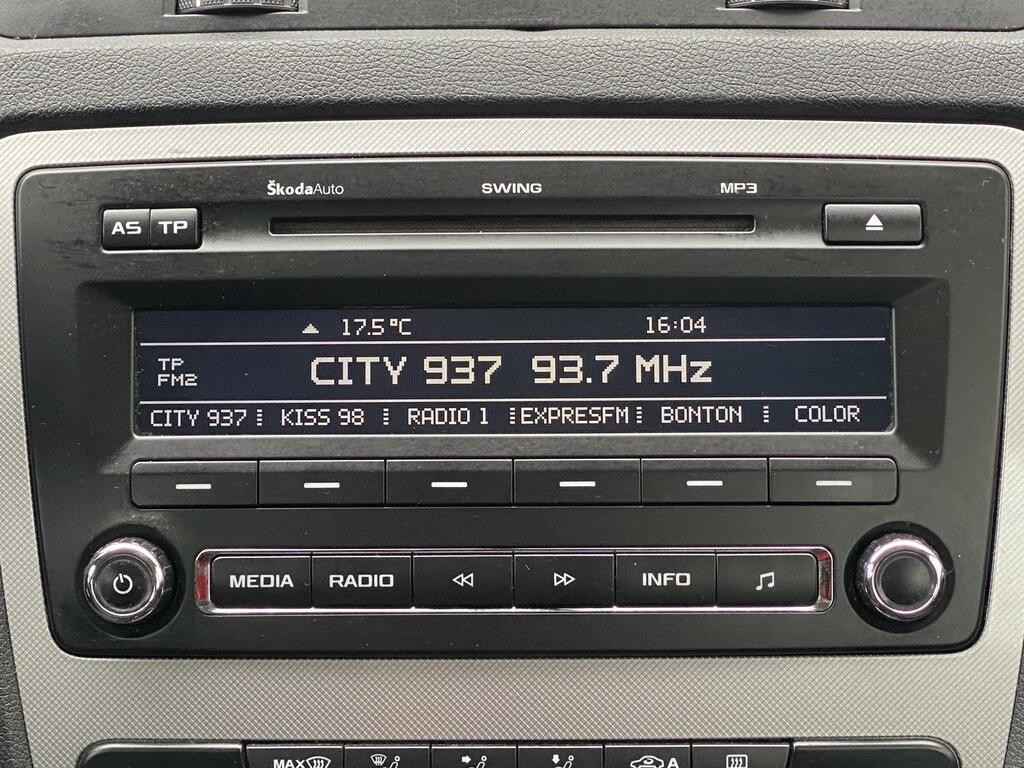 ŠkodaAuto SWING MP3
AS TP
17.5°C 16:04
TP
FM2
CITY 937 93.7 MHz
CITY 937 KISS 98 RADIO 1 EXPRESFM BONTON COLOR
MEDIA RADIO INFO
MAX A